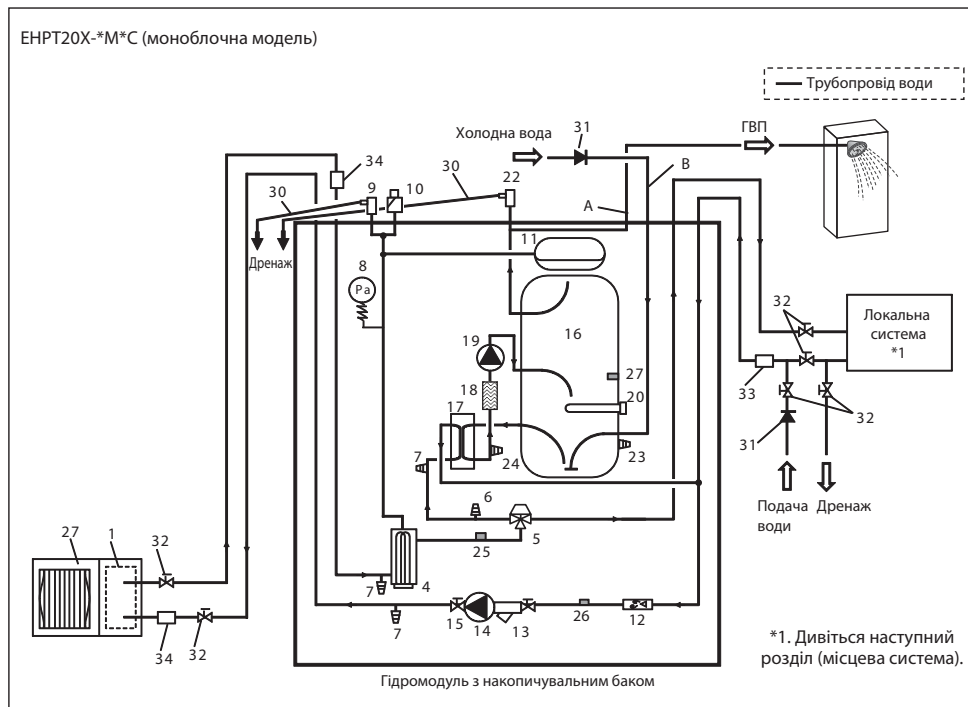 EHPT20X-*M*C (моноблочна модель)
Трубопровід води
Холодна вода
31
ГВП
34
30
9
10
30
22
B
A
Дренаж
8
Pa
11
16
19
27
18
20
17
7
24
23
6
5
25
4
7
7
15
14
13
26
12
32
Локальна
система
*1
33
32
31
Подача
води
Дренаж
27
1
32
34
32
*1. Дивіться наступний
розділ (місцева система).
Гідромодуль з накопичувальним баком